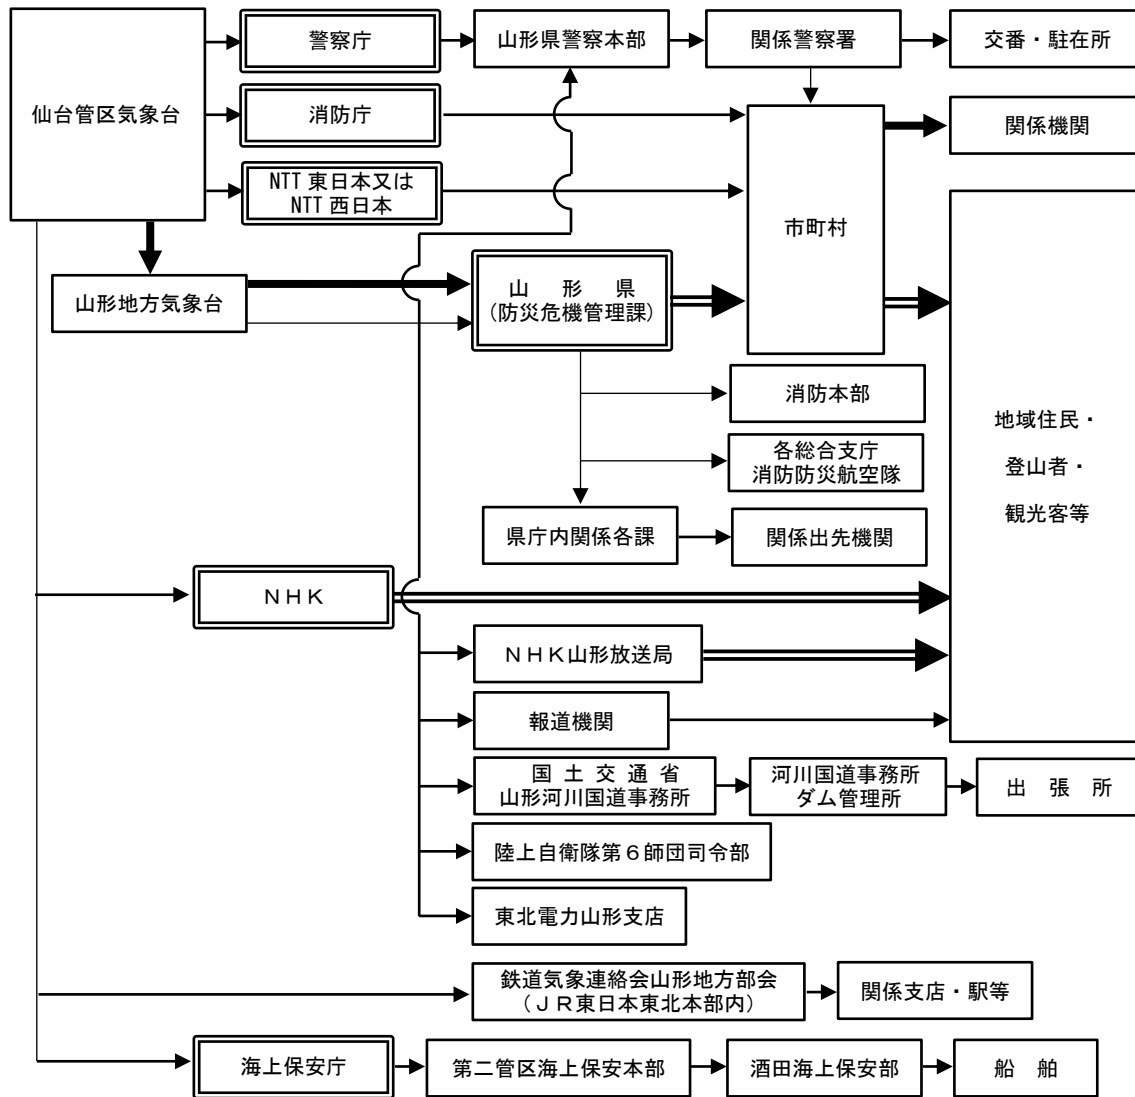 警察庁
山形県警察本部
関係警察署
交番・駐在所
仙台管区気象台
消防庁
関係機関
NTT 東日本又は
NTT 西日本
市町村
山形地方気象台
山　形　県
(防災危機管理課)
消防本部
地域住民・
登山者・
観光客等
各総合支庁
消防防災航空隊
県庁内関係各課
関係出先機関
ＮＨＫ
ＮＨＫ山形放送局
報道機関
国 土 交 通 省
山形河川国道事務所
河川国道事務所
ダム管理所
出　張　所
陸上自衛隊第６師団司令部
東北電力山形支店
鉄道気象連絡会山形地方部会
（ＪＲ東日本東北本部内）
関係支店・駅等
海上保安庁
第二管区海上保安本部
酒田海上保安部
船　舶